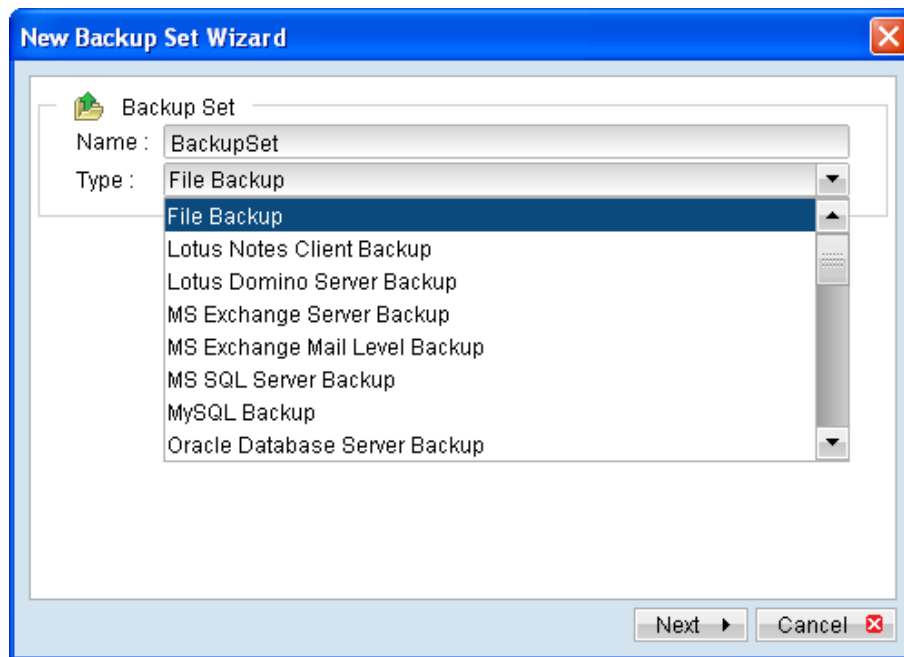 New Backup Set Wizard
Backup Set
Name : BackupSet
Type : File Backup
File Backup
Lotus Notes Client Backup
Lotus Domino Server Backup
MS Exchange Server Backup
MS Exchange Mail Level Backup
MS SQL Server Backup
MySQL Backup
Oracle Database Server Backup
Next Cancel